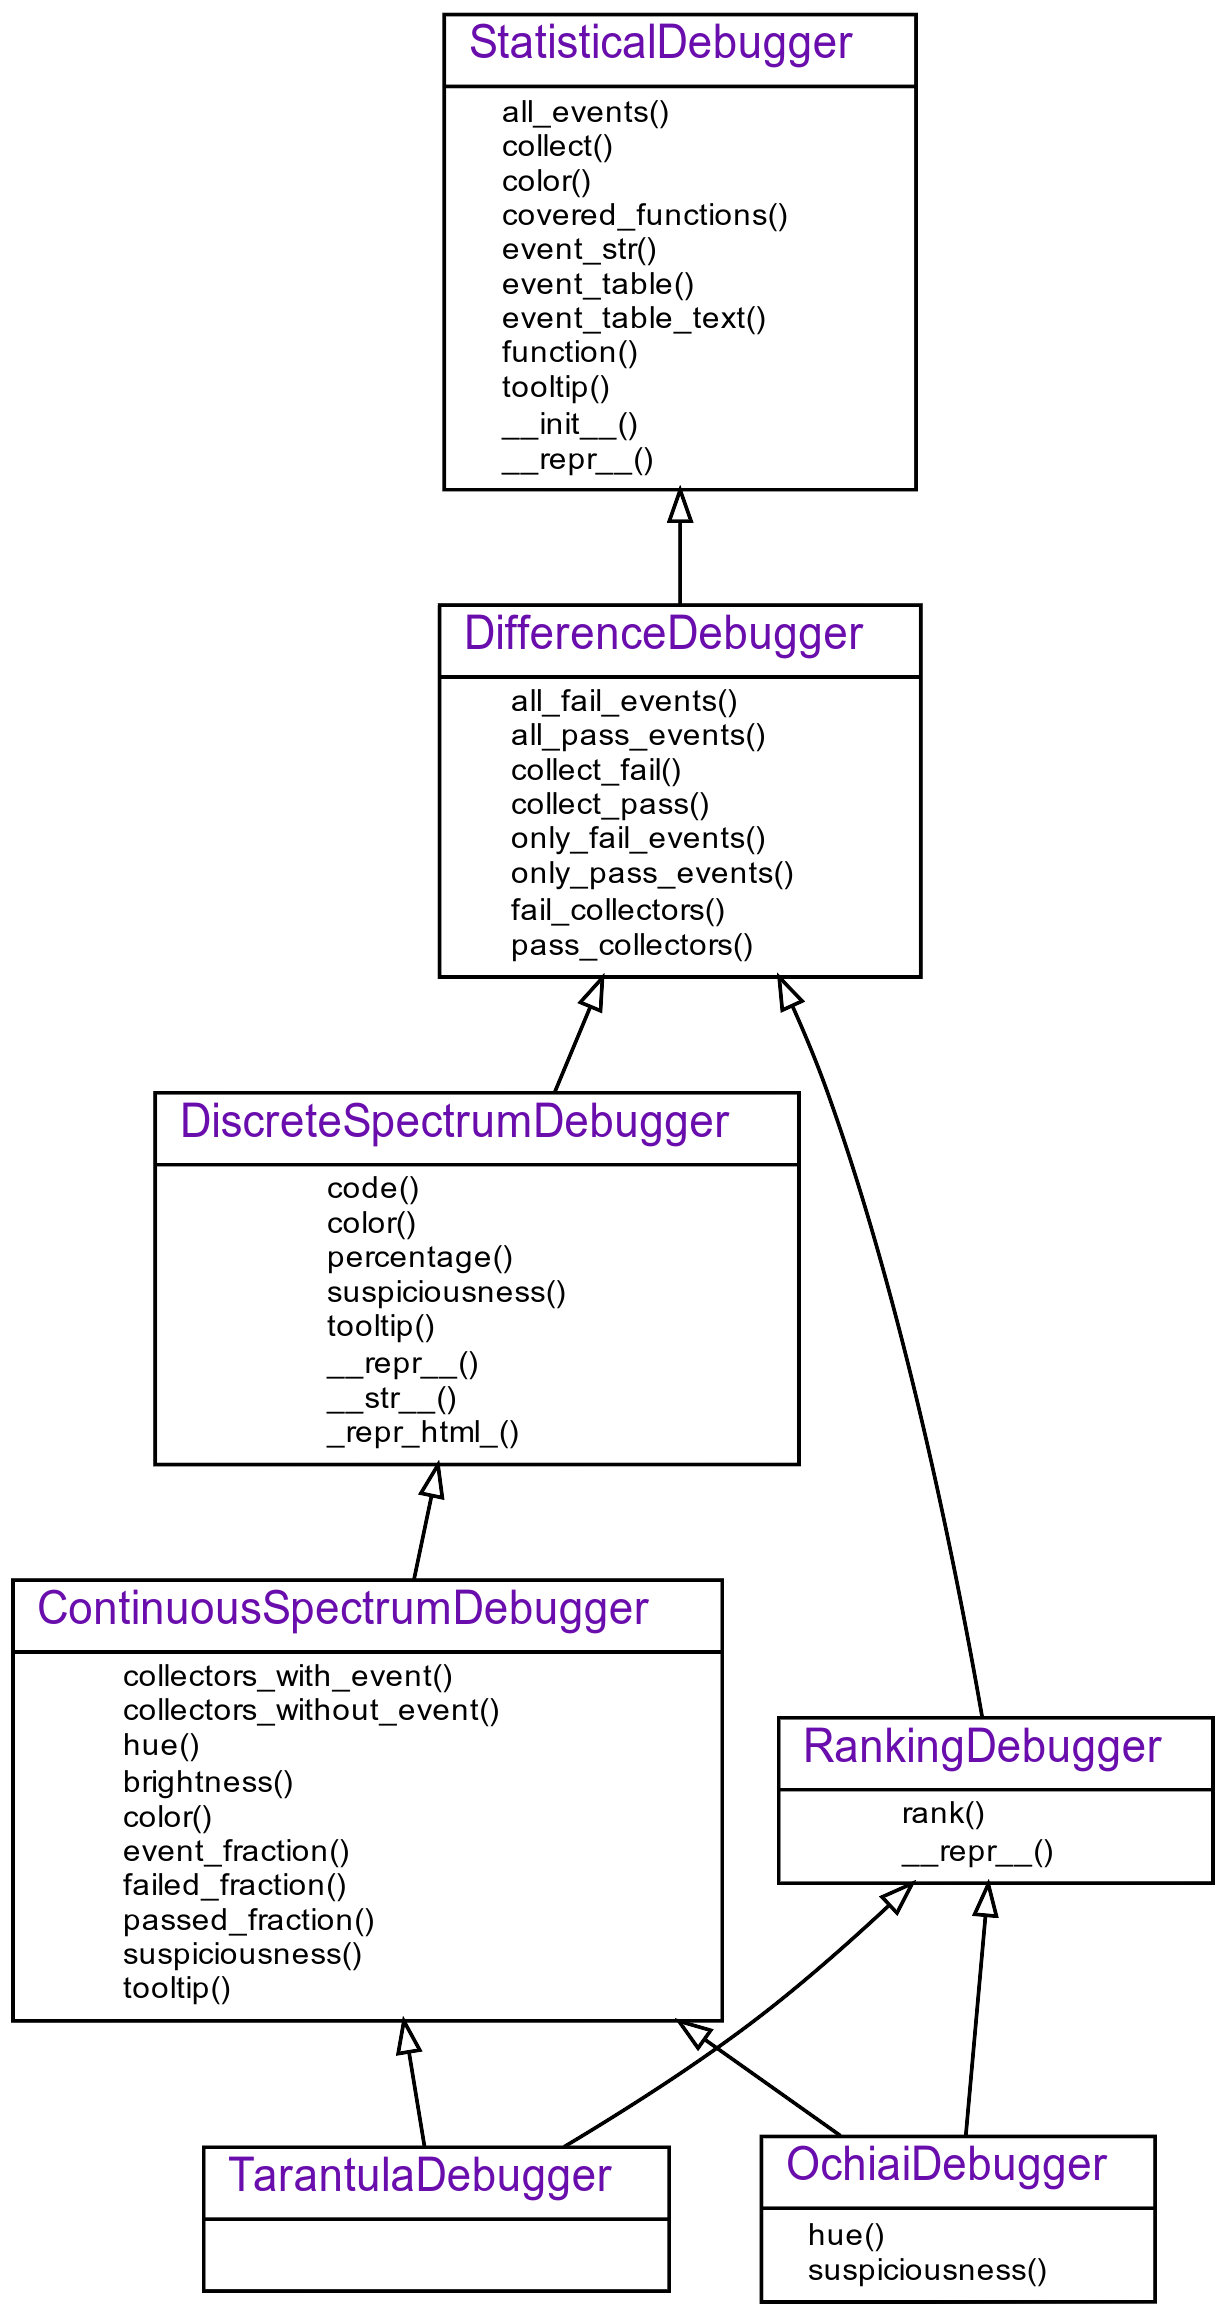 StatisticalDebugger
all_events()
collect()
color()
covered_functions()
event_str()
event_table()
event_table_text()
function()
tooltip()
__init__()
__repr__()
DifferenceDebugger
all_fail_events()
all_pass_events()
collect_fail()
collect_pass()
only_fail_events()
only_pass_events()
fail_collectors()
pass_collectors()
DiscreteSpectrumDebugger
code()
color()
percentage()
suspiciousness()
tooltip()
__repr__()
__str__()
_repr_html_()
ContinuousSpectrumDebugger
collectors_with_event()
collectors_without_event()
hue()
brightness()
color()
event_fraction()
failed_fraction()
passed_fraction()
suspiciousness()
tooltip()
RankingDebugger
rank()
__repr__()
TarantulaDebugger
OchiaiDebugger
hue()
suspiciousness()